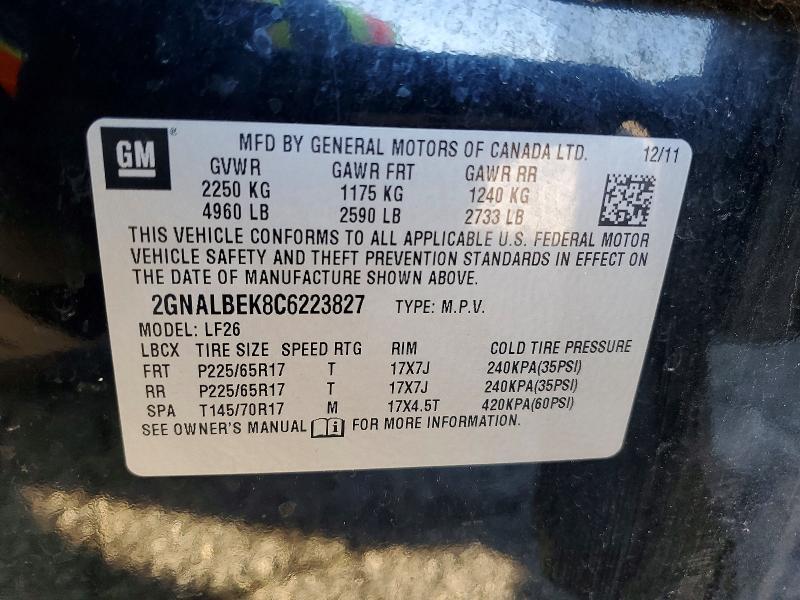 GM ® MFD BY GENERAL MOTORS OF CANADA LTD. 12/11
GVWR GAWR FRT GAWR RR
2250 KG 1175 KG 1240 KG
4960 LB 2590 LB 2733 LB
THIS VEHICLE CONFORMS TO ALL APPLICABLE U.S. FEDERAL MOTOR
VEHICLE SAFETY AND THEFT PREVENTION STANDARDS IN EFFECT ON
THE DATE OF MANUFACTURE SHOWN ABOVE.
2GNALBEK8C6223827 TYPE: M.P.V.
MODEL: LF26
LBCX TIRE SIZE SPEED RTG RIM COLD TIRE PRESSURE
FRT P225/65R17 T 17X7J 240KPA(35PSI)
RR P225/65R17 T 17X7J 240KPA(35PSI)
SPA T145/70R17 M 17X4.5T 420KPA(60PSI)
SEE OWNER'S MANUAL FOR MORE INFORMATION.